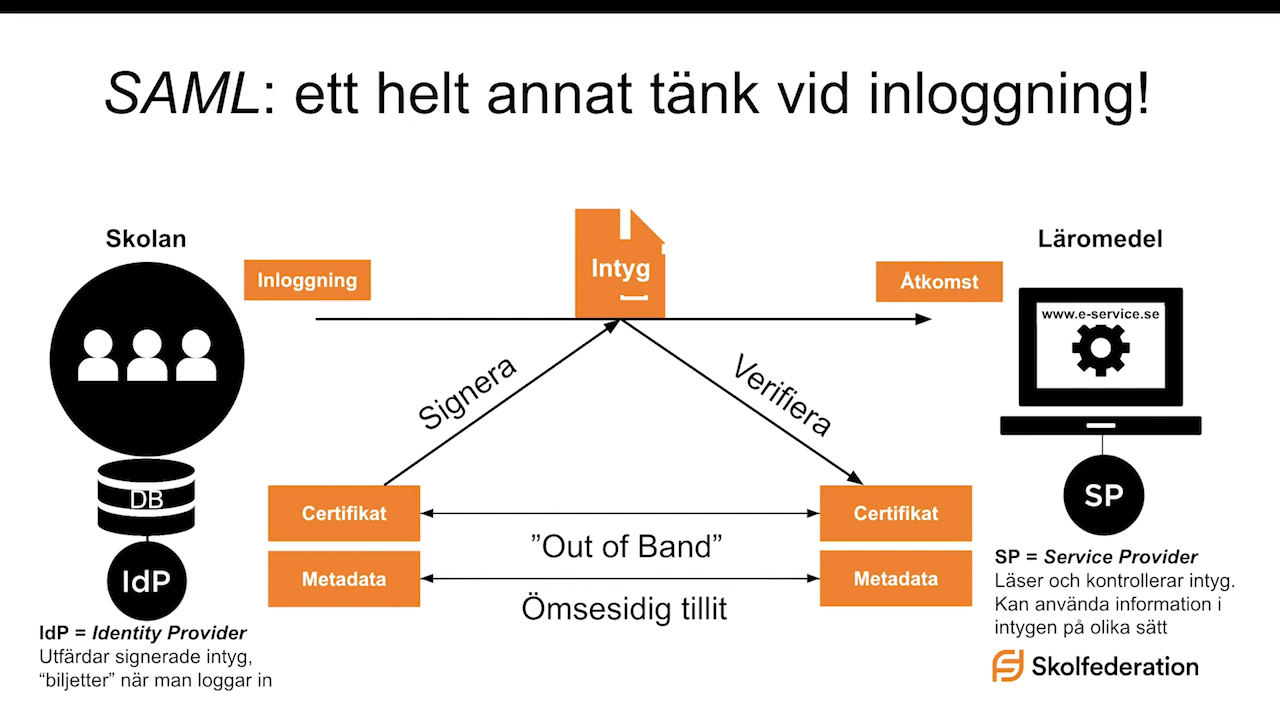 SAML: ett helt annat tänk vid inloggning!
Skolan
Inloggning
Intyg
Åtkomst
Läromedel
www.e-service.se
Signera
Verifiera
DB
IdP
Certifikat
Metadata
”Out of Band”
Ömsesidig tillit
Certifikat
Metadata
SP
IdP = Identity Provider
Utfärdar signerade intyg,
“biljetter” när man loggar in
SP = Service Provider
Läser och kontrollerar intyg.
Kan använda information i
intygen på olika sätt
Skolfederation